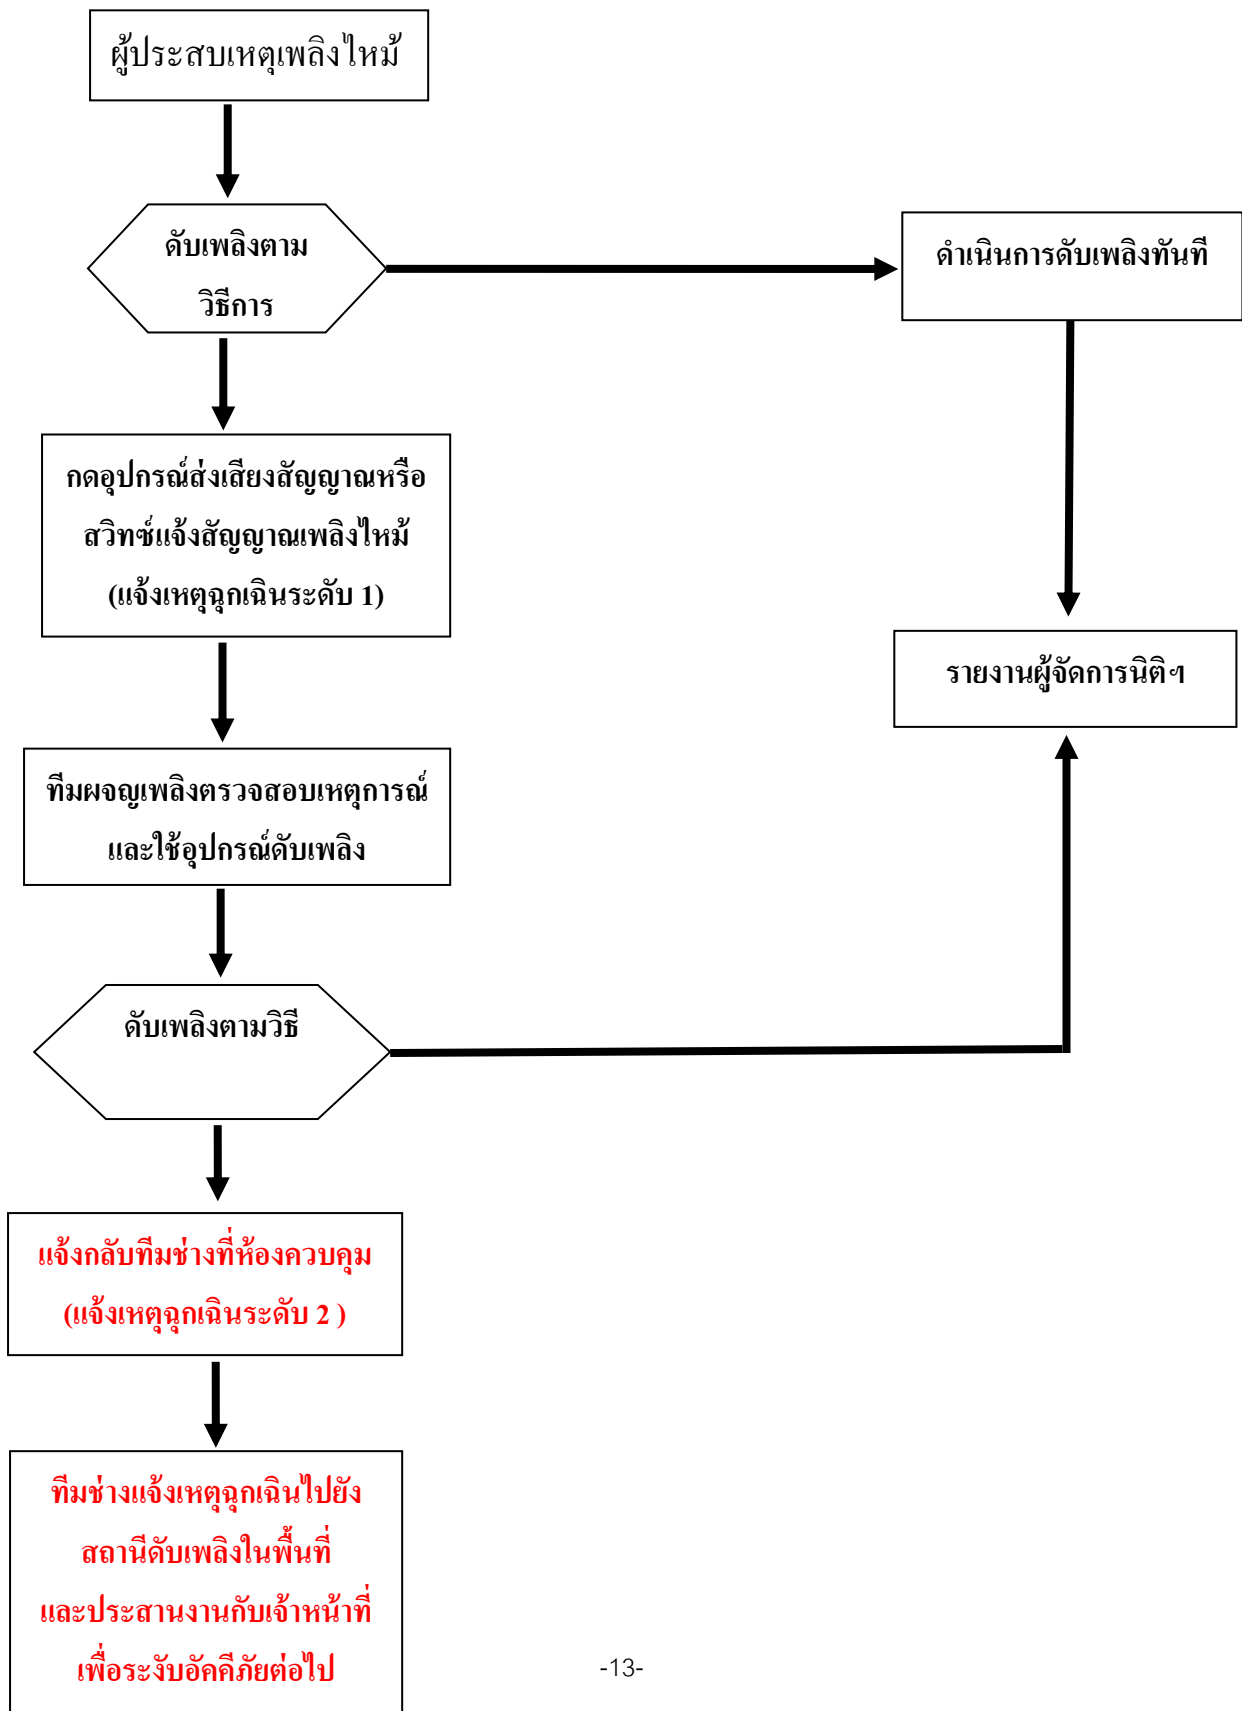 ผู้ประสบเหตุเพลิงไหม้
ดับเพลิงตาม
วิธีการ
ดำเนินการดับเพลิงทันที
กดอุปกรณ์ส่งเสียงสัญญาณหรือ
สวิทซ์แจ้งสัญญาณเพลิงไหม้
(แจ้งเหตุฉุกเฉินระดับ 1)
รายงานผู้จัดการนิติฯ
ทีมผจญเพลิงตรวจสอบเหตุการณ์
และใช้อุปกรณ์ดับเพลิง
ดับเพลิงตามวิธี
แจ้งกลับทีมช่างที่ห้องควบคุม
(แจ้งเหตุฉุกเฉินระดับ 2 )
ทีมช่างแจ้งเหตุฉุกเฉินไปยัง
สถานีดับเพลิงในพื้นที่
และประสานงานกับเจ้าหน้าที่
เพื่อระงับอัคคีภัยต่อไป
-13-